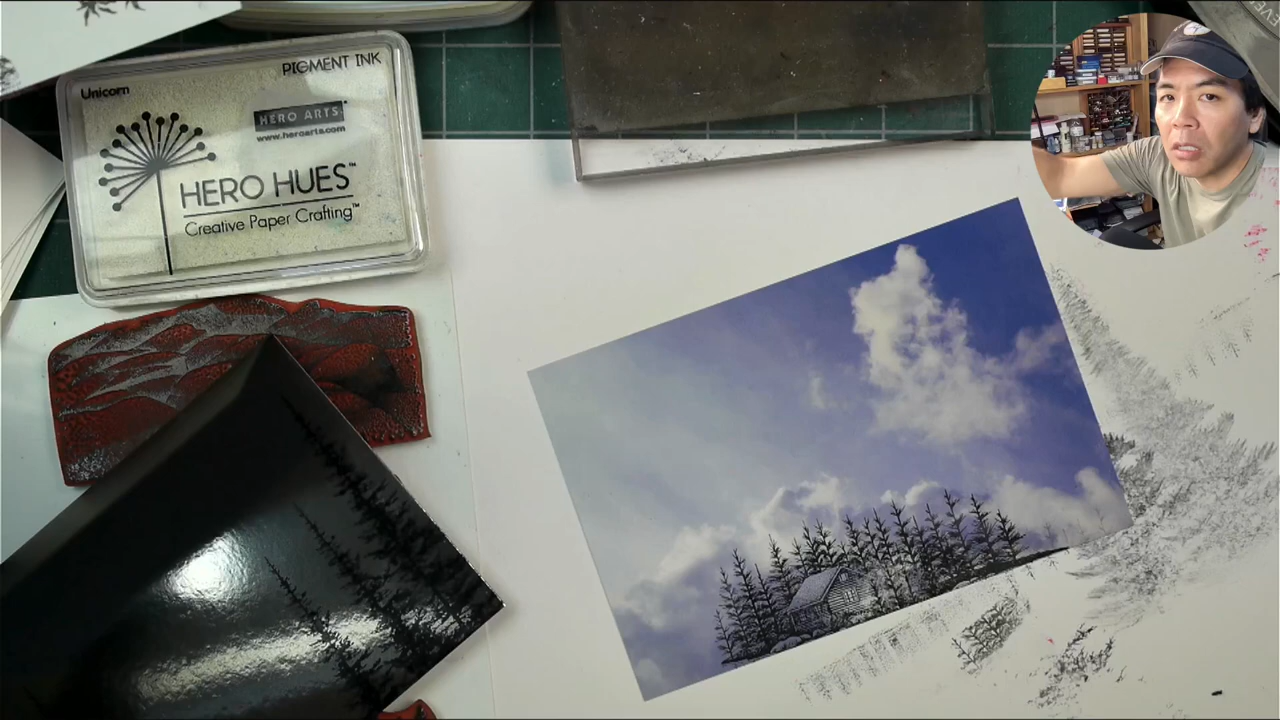 Unicorn
PIGMENT INK
HERO ARTS
www.heroarts.com
HERO HUES™
Creative Paper Crafting™